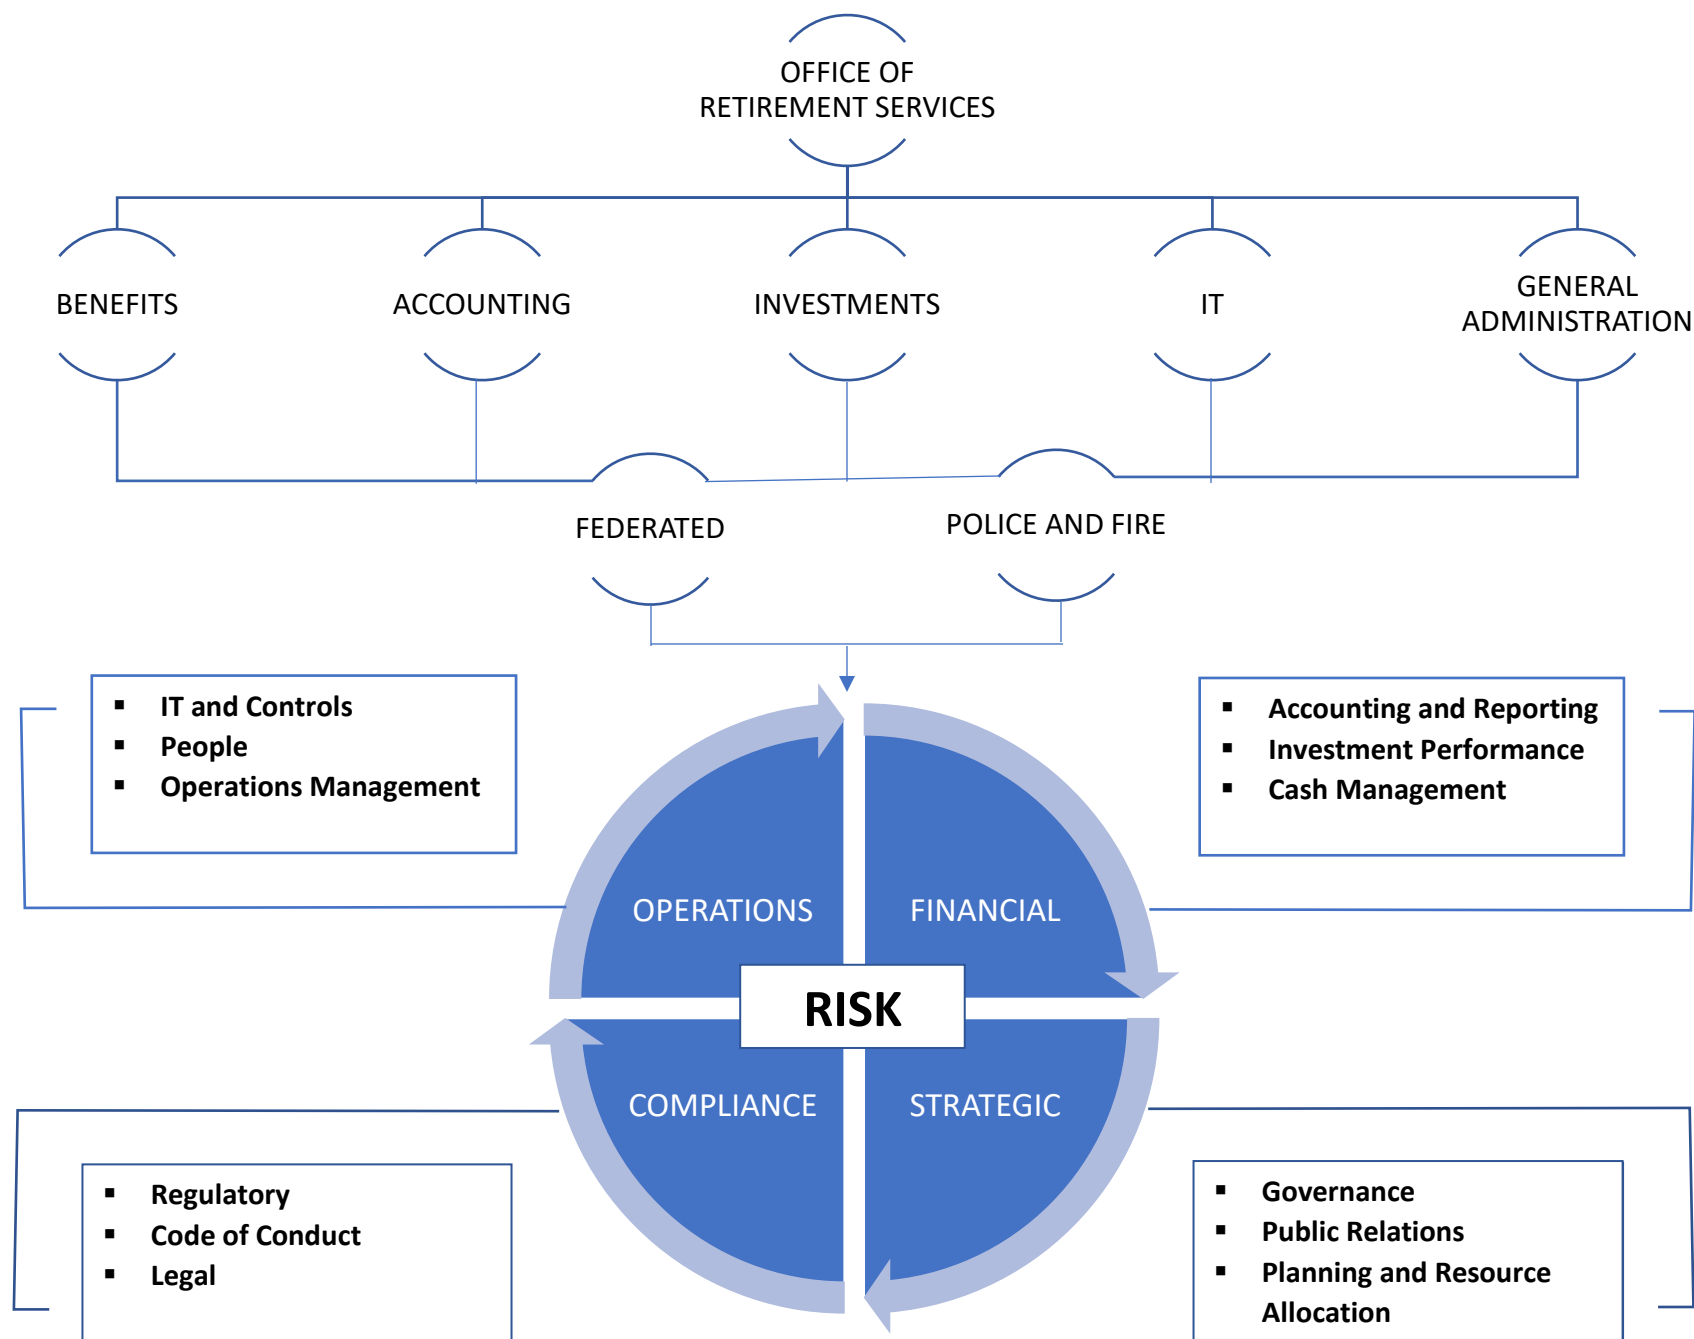 OFFICE OF
RETIREMENT SERVICES
BENEFITS
ACCOUNTING
INVESTMENTS
IT
GENERAL
ADMINISTRATION
FEDERATED
POLICE AND FIRE
▪ IT and Controls
▪ People
▪ Operations Management
▪ Accounting and Reporting
▪ Investment Performance
▪ Cash Management
OPERATIONS
FINANCIAL
RISK
COMPLIANCE
STRATEGIC
▪ Regulatory
▪ Code of Conduct
▪ Legal
▪ Governance
▪ Public Relations
▪ Planning and Resource
Allocation